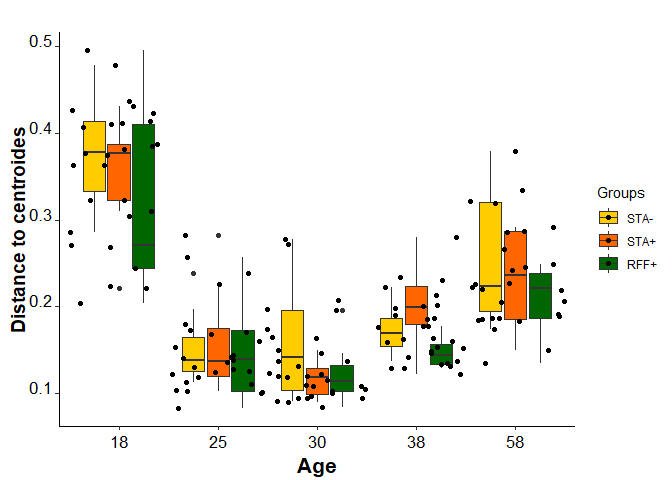 Distance to centroides
0.5
0.4
0.3
0.2
0.1
18 25 30 38 58
Age
Groups
STA-
STA+
RFF+